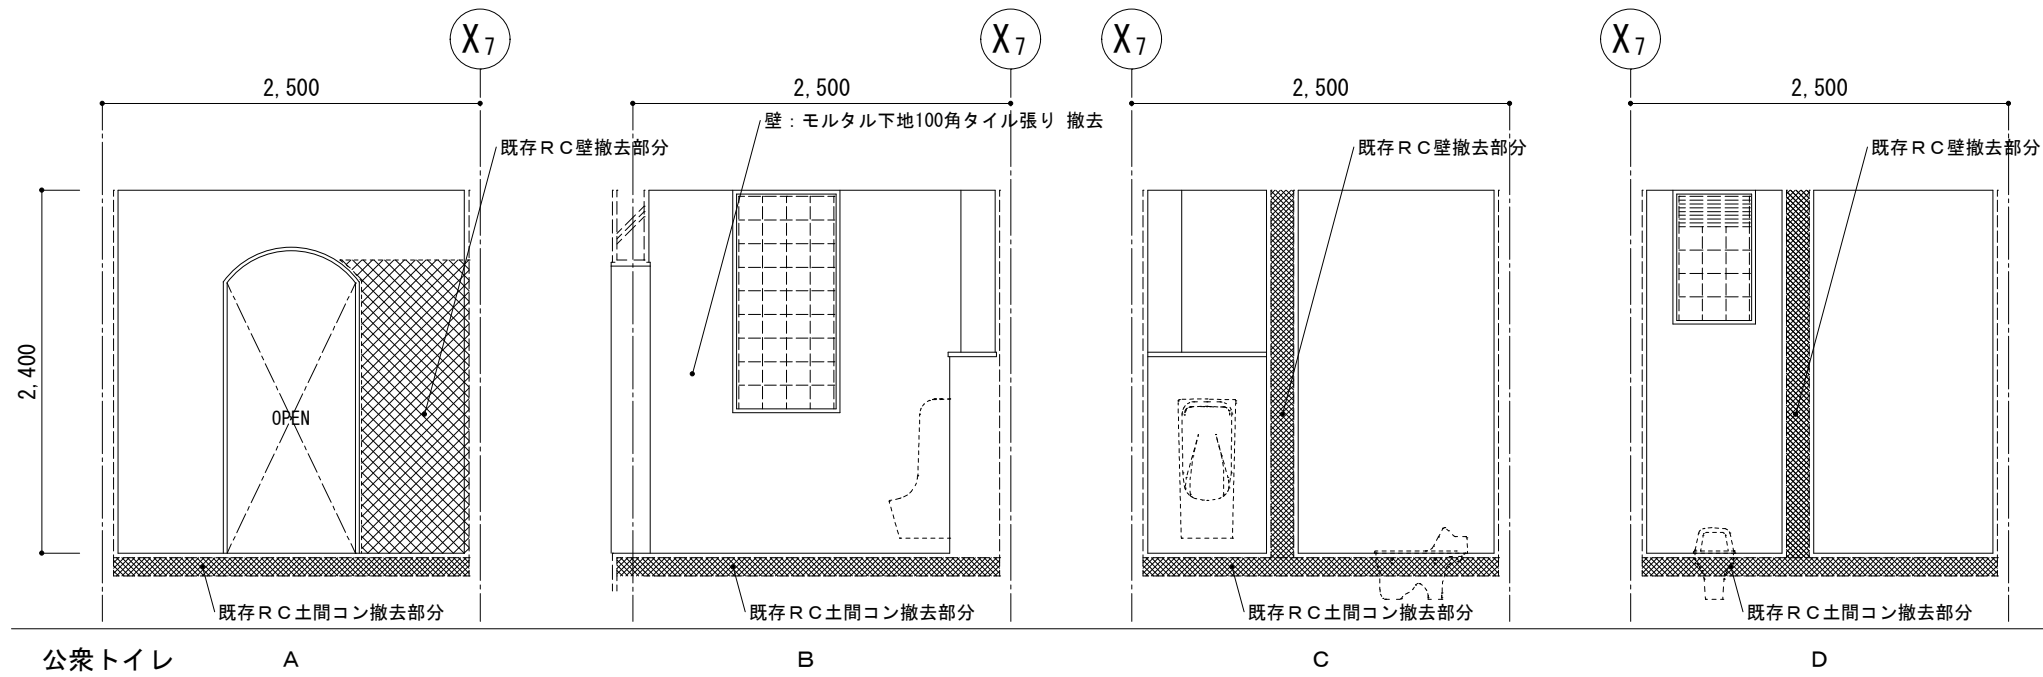 X7
X7
X7
X7
2,500
2,500
2,500
2,500
壁：モルタル下地100角タイル張り 撤去
既存ＲＣ壁撤去部分
既存ＲＣ壁撤去部分
既存ＲＣ壁撤去部分
2,400
OPEN
既存ＲＣ土間コン撤去部分
既存ＲＣ土間コン撤去部分
既存ＲＣ土間コン撤去部分
既存ＲＣ土間コン撤去部分
公衆トイレ
A
B
C
D